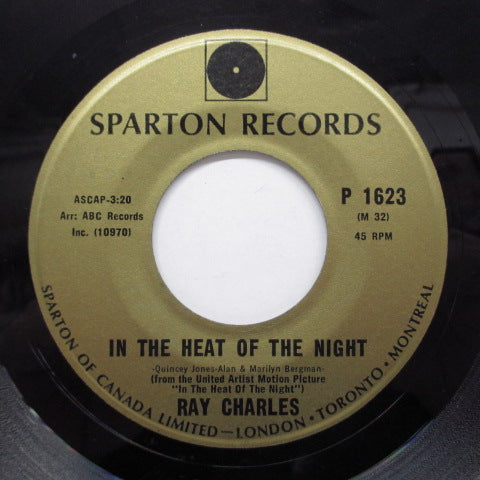 SPARTON RECORDS
ASCAP-3:20
Arr: ABC Records
Inc. (10970)
P 1623
(M 32)
45 RPM
IN THE HEAT OF THE NIGHT
-Quincey Jones-Alan & Marilyn Bergman-
(from the United Artist Motion Picture
"In The Heat Of The Night")
RAY CHARLES
SPARTON OF CANADA LIMITED—LONDON · TORONTO · MONTREAL